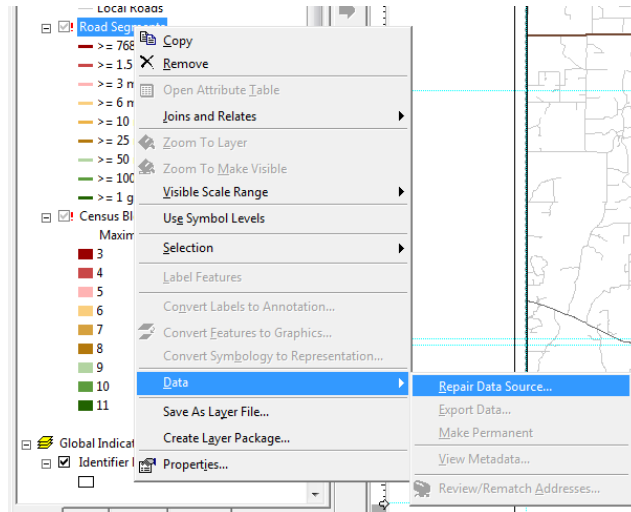 Local Roads
Road Segments
>= 768
>= 1.5
>= 3 m
>= 6 m
>= 10
>= 25
>= 50
>= 100
>= 1 g
Census Bl
Maxim
3
4
5
6
7
8
9
10
11
Global Indicat
Identifier
Copy
Remove
Open Attribute Table
Joins and Relates
Zoom To Layer
Zoom To Make Visible
Visible Scale Range
Use Symbol Levels
Selection
Label Features
Convert Labels to Annotation...
Convert Features to Graphics...
Convert Symbology to Representation...
Data
Save As Layer File...
Create Layer Package...
Properties...
Repair Data Source...
Export Data...
Make Permanent
View Metadata...
Review/Rematch Addresses...